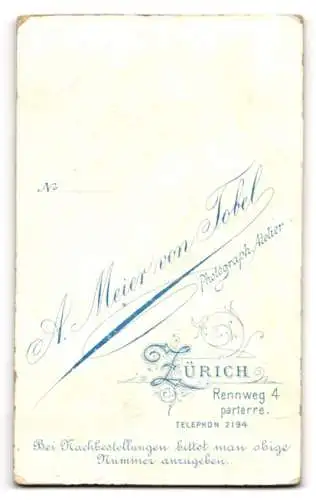 No
A. Meier von Tobel
Photograph. Atelier
ZÜRICH
Rennweg 4
parterre.
TELEPHON 2194
Bei Nachbestellungen bittet man obige
Nummer anzugeben.